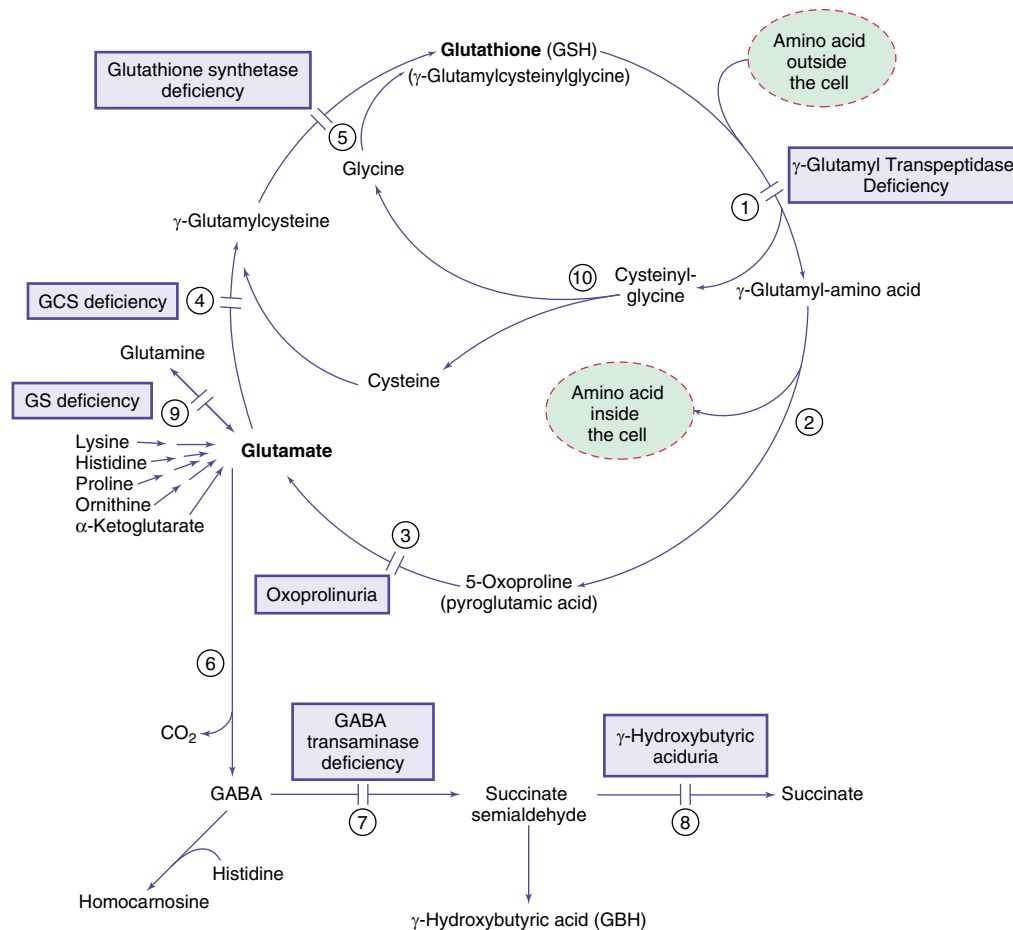 Glutathione (GSH)
(γ-Glutamylcysteinylglycine)
Amino acid
outside
the cell
Glutathione synthetase
deficiency
5
Glycine
γ-Glutamyl Transpeptidase
Deficiency
1
γ-Glutamylcysteine
10
Cysteinyl-
glycine
γ-Glutamyl-amino acid
GCS deficiency
4
Glutamine
Cysteine
GS deficiency
9
Amino acid
inside
the cell
2
Lysine
Histidine
Proline
Ornithine
α-Ketoglutarate
Glutamate
3
Oxoprolinuria
5-Oxoproline
(pyroglutamic acid)
6
CO2
GABA
transaminase
deficiency
γ-Hydroxybutyric
aciduria
GABA
7
Succinate
semialdehyde
8
Succinate
Histidine
Homocarnosine
γ-Hydroxybutyric acid (GBH)